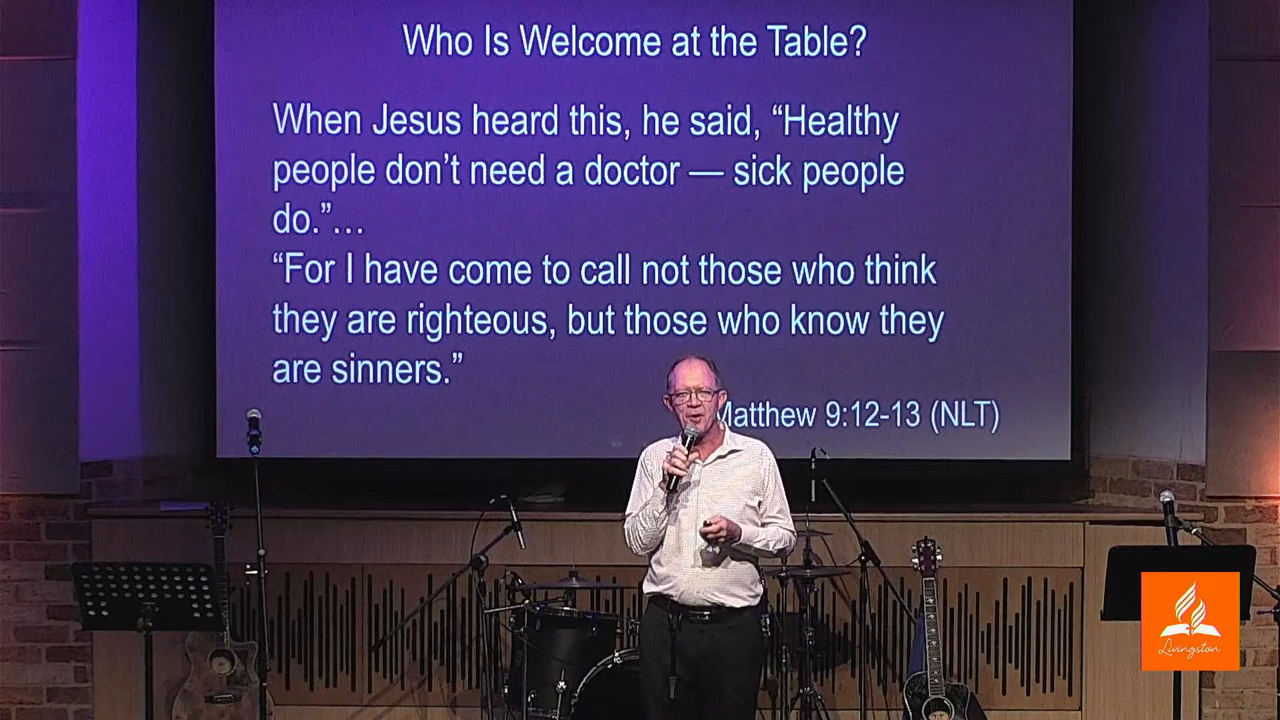 Who Is Welcome at the Table?
When Jesus heard this, he said, “Healthy
people don’t need a doctor — sick people
do.”…
“For I have come to call not those who think
they are righteous, but those who know they
are sinners.”
Matthew 9:12-13 (NLT)
Livingston